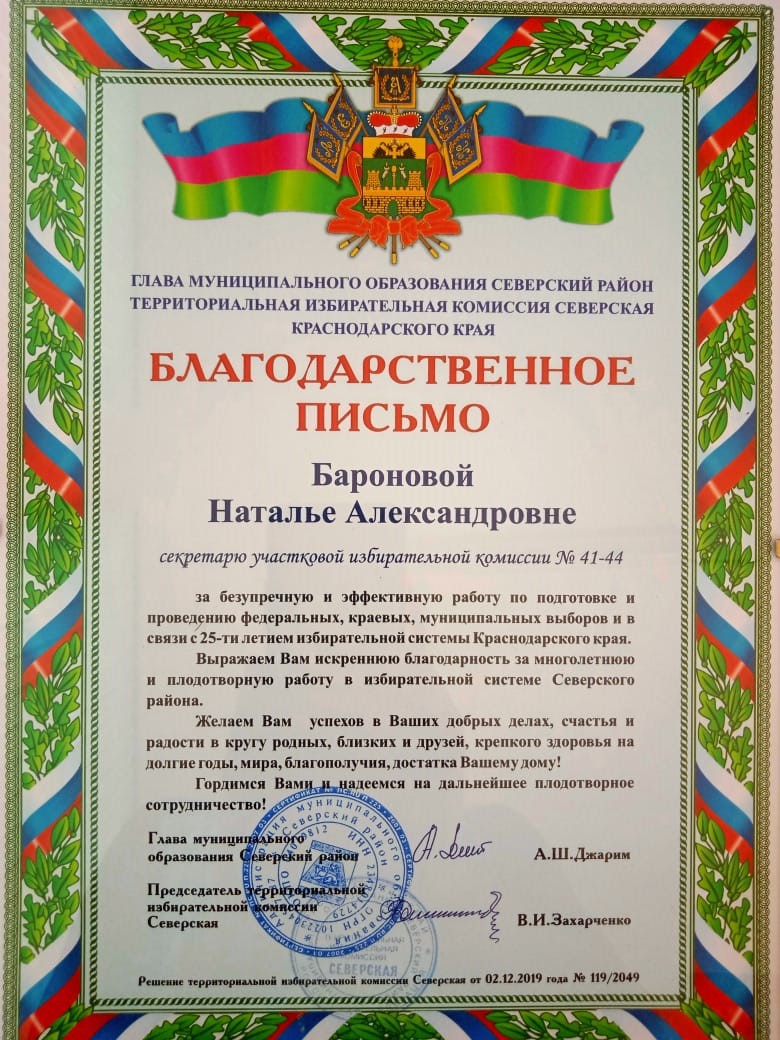 ГЛАВА МУНИЦИПАЛЬНОГО ОБРАЗОВАНИЯ СЕВЕРСКИЙ РАЙОН
ТЕРРИТОРИАЛЬНАЯ ИЗБИРАТЕЛЬНАЯ КОМИССИЯ СЕВЕРСКАЯ
КРАСНОДАРСКОГО КРАЯ
БЛАГОДАРСТВЕННОЕ
ПИСЬМО
Бароновой
Наталье Александровне
секретарю участковой избирательной комиссии № 41-44
за безупречную и эффективную работу по подготовке и
проведению федеральных, краевых, муниципальных выборов и в
связи с 25-ти летием избирательной системы Краснодарского края.
Выражаем Вам искреннюю благодарность за многолетнюю
и плодотворную работу в избирательной системе Северского
района.
Желаем Вам успехов в Ваших добрых делах, счастья и
радости в кругу родных, близких и друзей, крепкого здоровья на
долгие годы, мира, благополучия, достатка Вашему дому!
Гордимся Вами и надеемся на дальнейшее плодотворное
сотрудничество!
Глава муниципального
образования Северский район
А.Ш.Джарим
Председатель территориальной
избирательной комиссии
Северская
В.И.Захарченко
СЕВЕРСКАЯ
Решение территориальной избирательной комиссии Северская от 02.12.2019 года № 119/2049